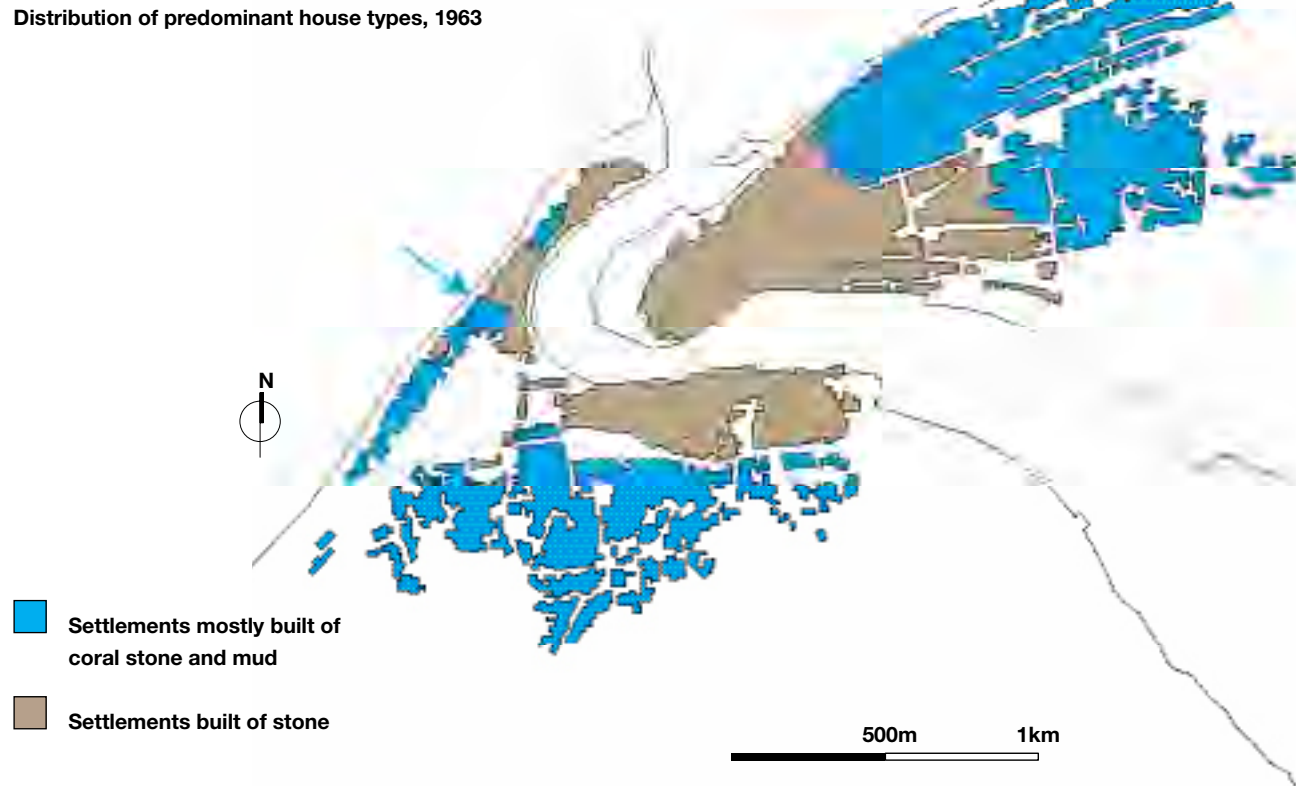 Distribution of predominant house types, 1963
N
Settlements mostly built of
coral stone and mud
Settlements built of stone
500m 1km